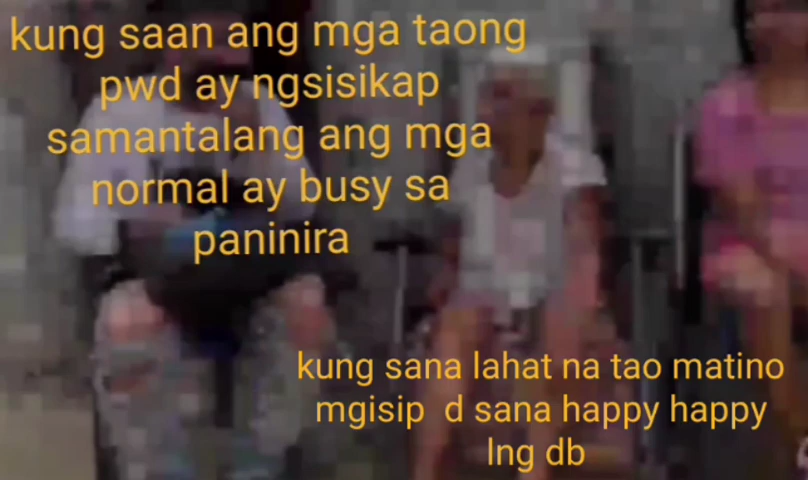 kung saan ang mga taong
pwd ay ngsisikap
samantalang ang mga
normal ay busy sa
paninira
kung sana lahat na tao matino
mgisip d sana happy happy
lng db